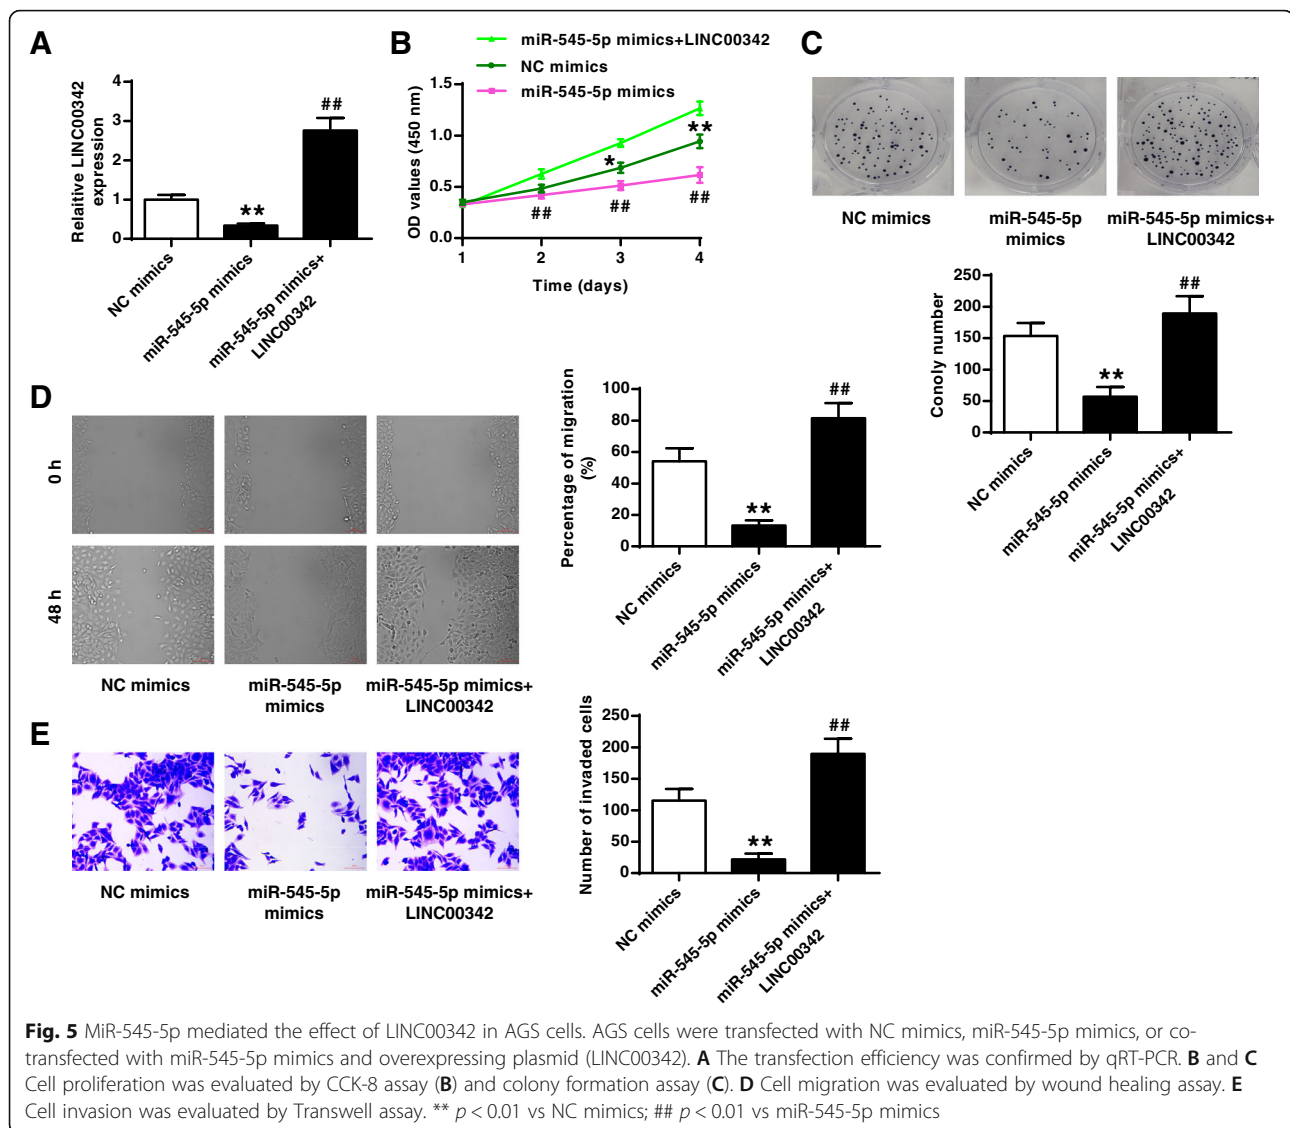 A
Relaitive LINC00342
expression
4
3
2
1
0
**
##
NC mimics
miR-545-5p mimics
miR-545-5p mimics+
LINC00342
B
miR-545-5p mimics+LINC00342
NC mimics
miR-545-5p mimics
OD values (450 nm)
1.5
1.0
0.5
0.0
*
**
##
##
##
1 2 3 4
Time (days)
C
NC mimics
miR-545-5p
mimics
miR-545-5p mimics+
LINC00342
Conoly number
250
200
150
100
50
0
**
##
NC mimics
miR-545-5p mimics
miR-545-5p mimics+
LINC00342
D
0 h
48 h
NC mimics
miR-545-5p
mimics
miR-545-5p mimics+
LINC00342
Percentage of migration
(%)
100
80
60
40
20
0
**
##
NC mimics
miR-545-5p mimics
miR-545-5p mimics+
LINC00342
E
NC mimics
miR-545-5p
mimics
miR-545-5p mimics+
LINC00342
Number of invaded cells
250
200
150
100
50
0
**
##
NC mimics
miR-545-5p mimics
miR-545-5p mimics+
LINC00342
Fig. 5 MiR-545-5p mediated the effect of LINC00342 in AGS cells. AGS cells were transfected with NC mimics, miR-545-5p mimics, or co-
transfected with miR-545-5p mimics and overexpressing plasmid (LINC00342). A The transfection efficiency was confirmed by qRT-PCR. B and C
Cell proliferation was evaluated by CCK-8 assay (B) and colony formation assay (C). D Cell migration was evaluated by wound healing assay. E
Cell invasion was evaluated by Transwell assay. ** p < 0.01 vs NC mimics; ## p < 0.01 vs miR-545-5p mimics